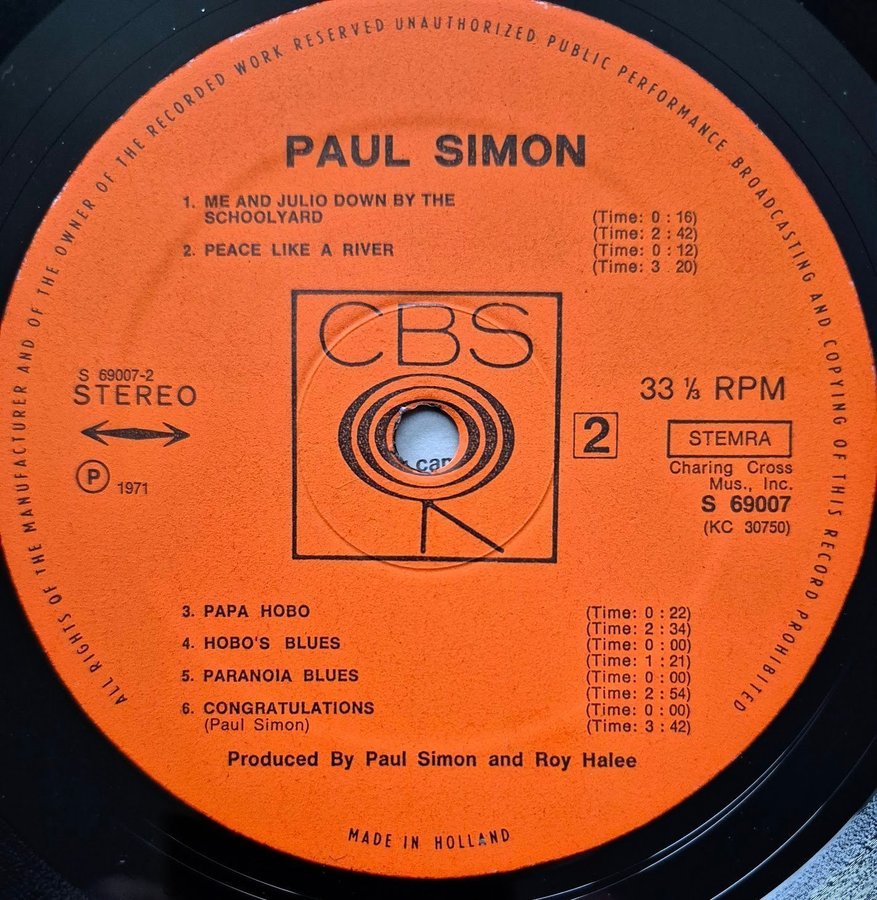 ALL RIGHTS OF THE MANUFACTURER AND OF THE OWNER OF THE RECORDED WORK RESERVED UNAUTHORIZED PUBLIC PERFORMANCE BROADCASTING AND COPYING OF THIS RECORD PROHIBITED
PAUL SIMON
1. ME AND JULIO DOWN BY THE
SCHOOLYARD (Time: 0 : 16)
(Time: 2 : 42)
2. PEACE LIKE A RIVER (Time: 0 : 12)
(Time: 3 20)
CBS
S 69007-2
STEREO
P 1971
can
2
33 ⅓ RPM
STEMRA
Charing Cross
Mus., Inc.
S 69007
(KC 30750)
3. PAPA HOBO (Time: 0 : 22)
(Time: 2 : 34)
4. HOBO'S BLUES (Time: 0 : 00)
(Time: 1 : 21)
5. PARANOIA BLUES (Time: 0 : 00)
(Time: 2 : 54)
6. CONGRATULATIONS (Time: 0 : 00)
(Paul Simon) (Time: 3 : 42)
Produced By Paul Simon and Roy Halee
MADE IN HOLLAND